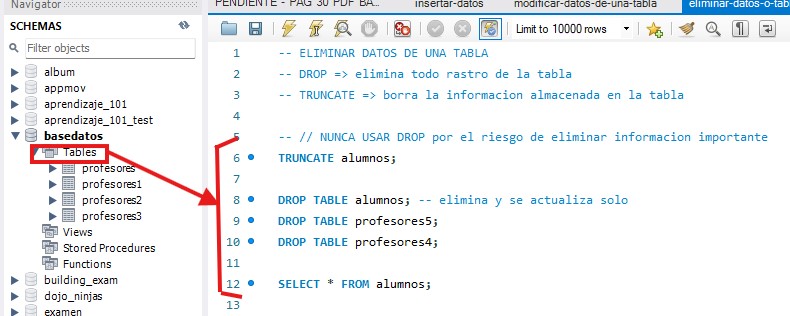 Navigator
PENDIENTE - PAG 30 PDF BA...
insertar-datos
modificar-datos-de-una-tabla
eliminar-datos-o-tab
SCHEMAS
Limit to 10000 rows
Filter objects
album
appmov
aprendizaje_101
aprendizaje_101_test
basedatos
Tables
profesores
profesores1
profesores2
profesores3
Views
Stored Procedures
Functions
building_exam
dojo_ninjas
examen
1 -- ELIMINAR DATOS DE UNA TABLA
2 -- DROP => elimina todo rastro de la tabla
3 -- TRUNCATE => borra la informacion almacenada en la tabla
4
5 -- // NUNCA USAR DROP por el riesgo de eliminar informacion importante
6 TRUNCATE alumnos;
7
8 DROP TABLE alumnos; -- elimina y se actualiza solo
9 DROP TABLE profesores5;
10 DROP TABLE profesores4;
11
12 SELECT * FROM alumnos;
13